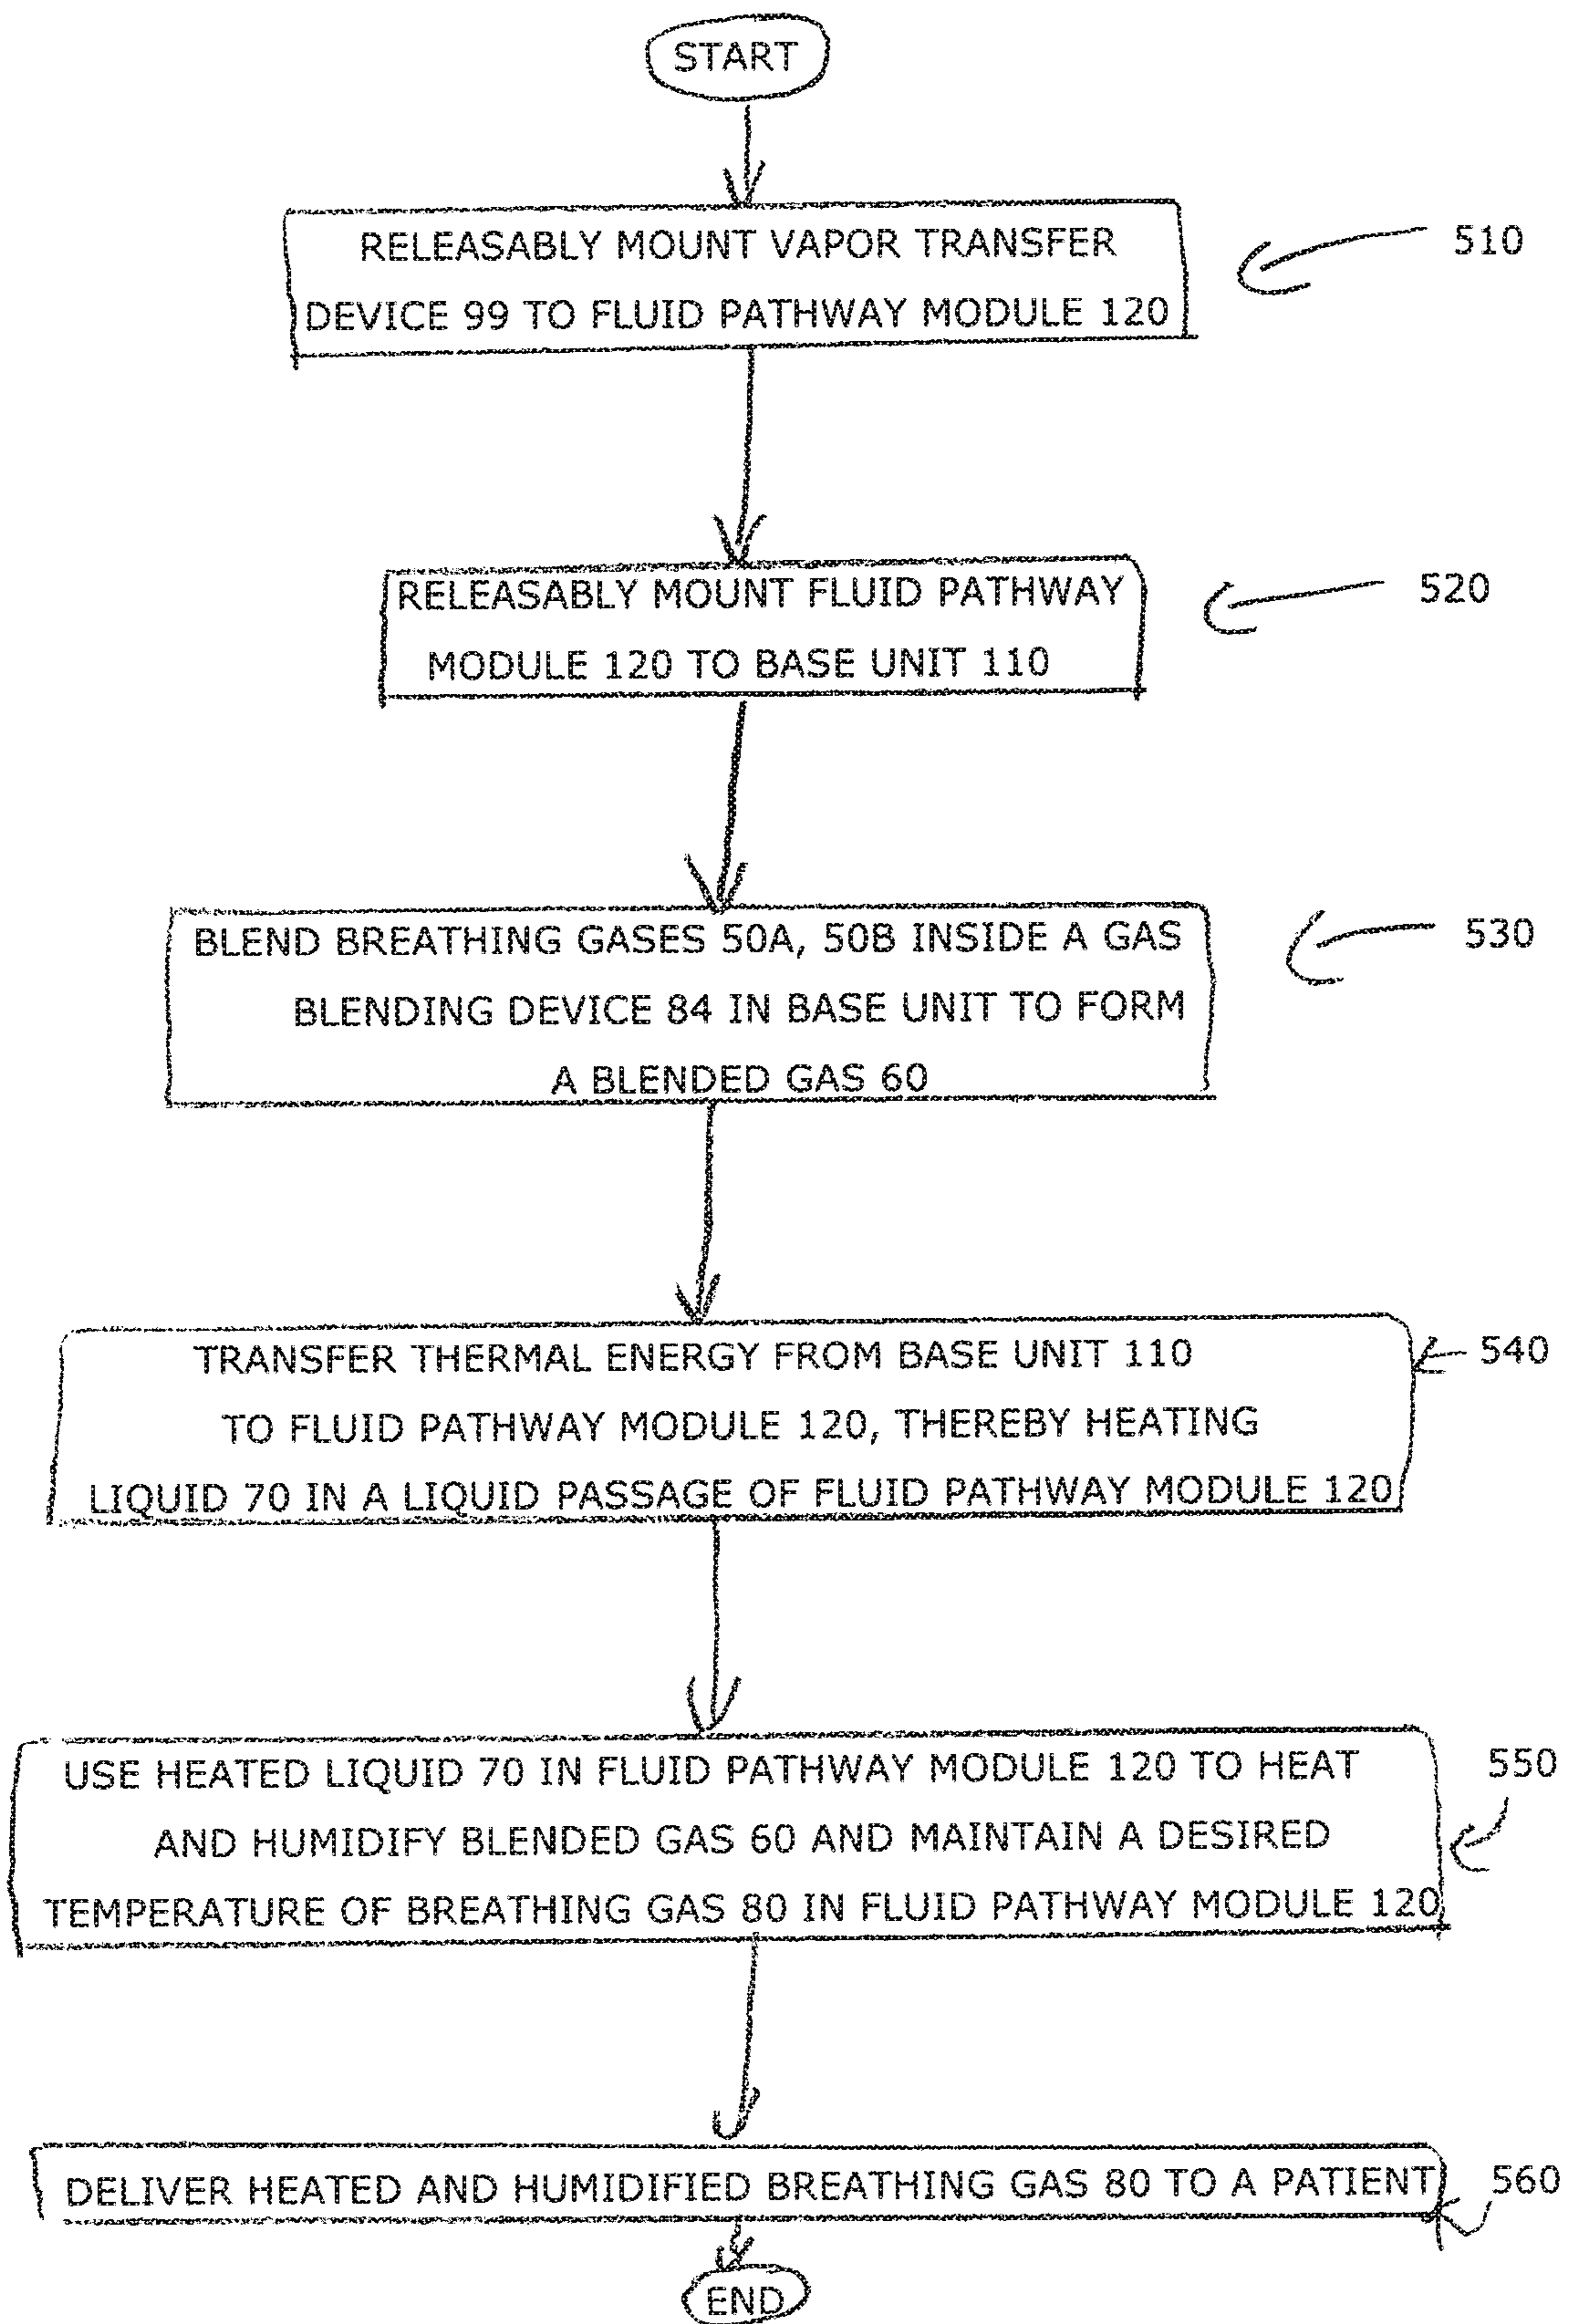 START
RELEASABLY MOUNT VAPOR TRANSFER
DEVICE 99 TO FLUID PATHWAY MODULE 120
510
RELEASABLY MOUNT FLUID PATHWAY
MODULE 120 TO BASE UNIT 110
520
BLEND BREATHING GASES 50A, 50B INSIDE A GAS
BLENDING DEVICE 84 IN BASE UNIT TO FORM
A BLENDED GAS 60
530
TRANSFER THERMAL ENERGY FROM BASE UNIT 110
TO FLUID PATHWAY MODULE 120, THEREBY HEATING
LIQUID 70 IN A LIQUID PASSAGE OF FLUID PATHWAY MODULE 120
540
USE HEATED LIQUID 70 IN FLUID PATHWAY MODULE 120 TO HEAT
AND HUMIDIFY BLENDED GAS 60 AND MAINTAIN A DESIRED
TEMPERATURE OF BREATHING GAS 80 IN FLUID PATHWAY MODULE 120
550
DELIVER HEATED AND HUMIDIFIED BREATHING GAS 80 TO A PATIENT
560
END